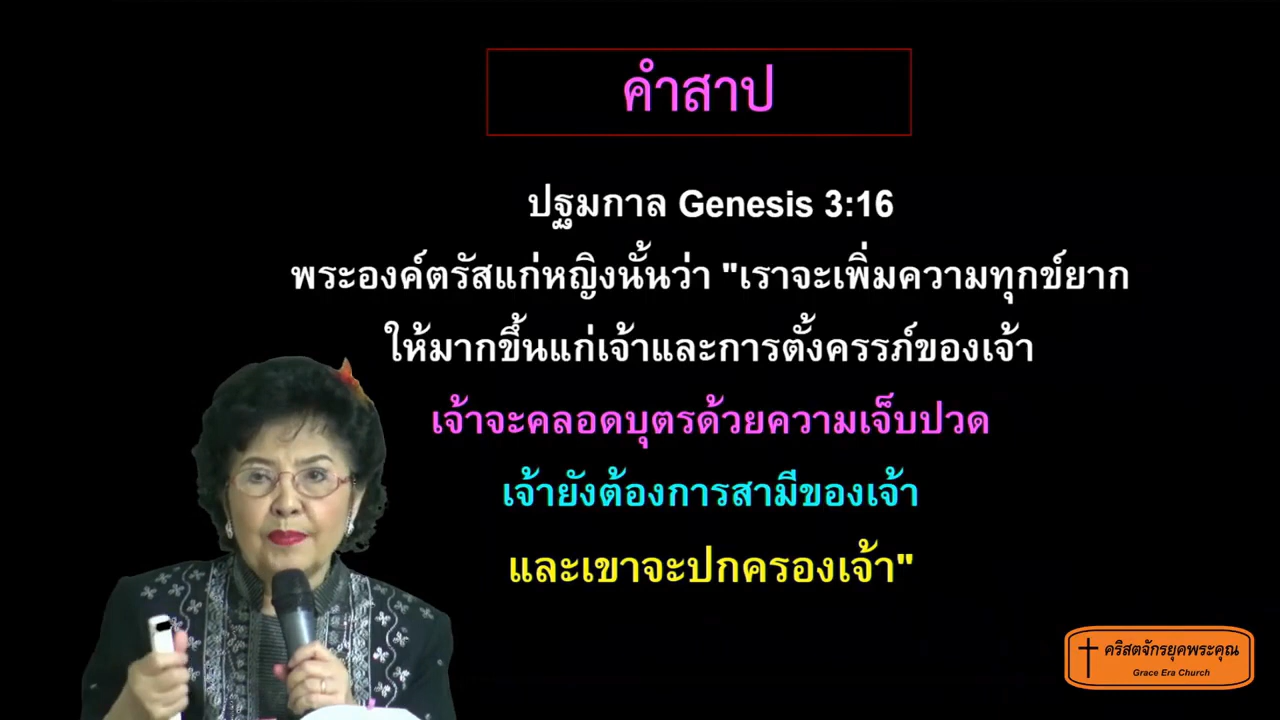 คำสาป
ปฐมกาล Genesis 3:16
พระองค์ตรัสแก่หญิงนั้นว่า "เราจะเพิ่มความทุกข์ยาก
ให้มากขึ้นแก่เจ้าและการตั้งครรภ์ของเจ้า
เจ้าจะคลอดบุตรด้วยความเจ็บปวด
เจ้ายังต้องการสามีของเจ้า
และเขาจะปกครองเจ้า"
คริสตจักรยุคพระคุณ
Grace Era Church